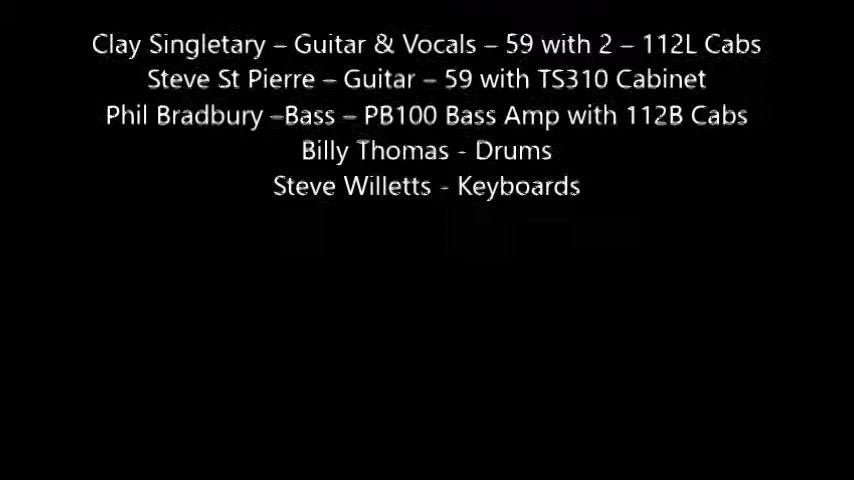 Clay Singletary – Guitar & Vocals – 59 with 2 – 112L Cabs
Steve St Pierre – Guitar – 59 with TS310 Cabinet
Phil Bradbury –Bass – PB100 Bass Amp with 112B Cabs
Billy Thomas - Drums
Steve Willetts - Keyboards